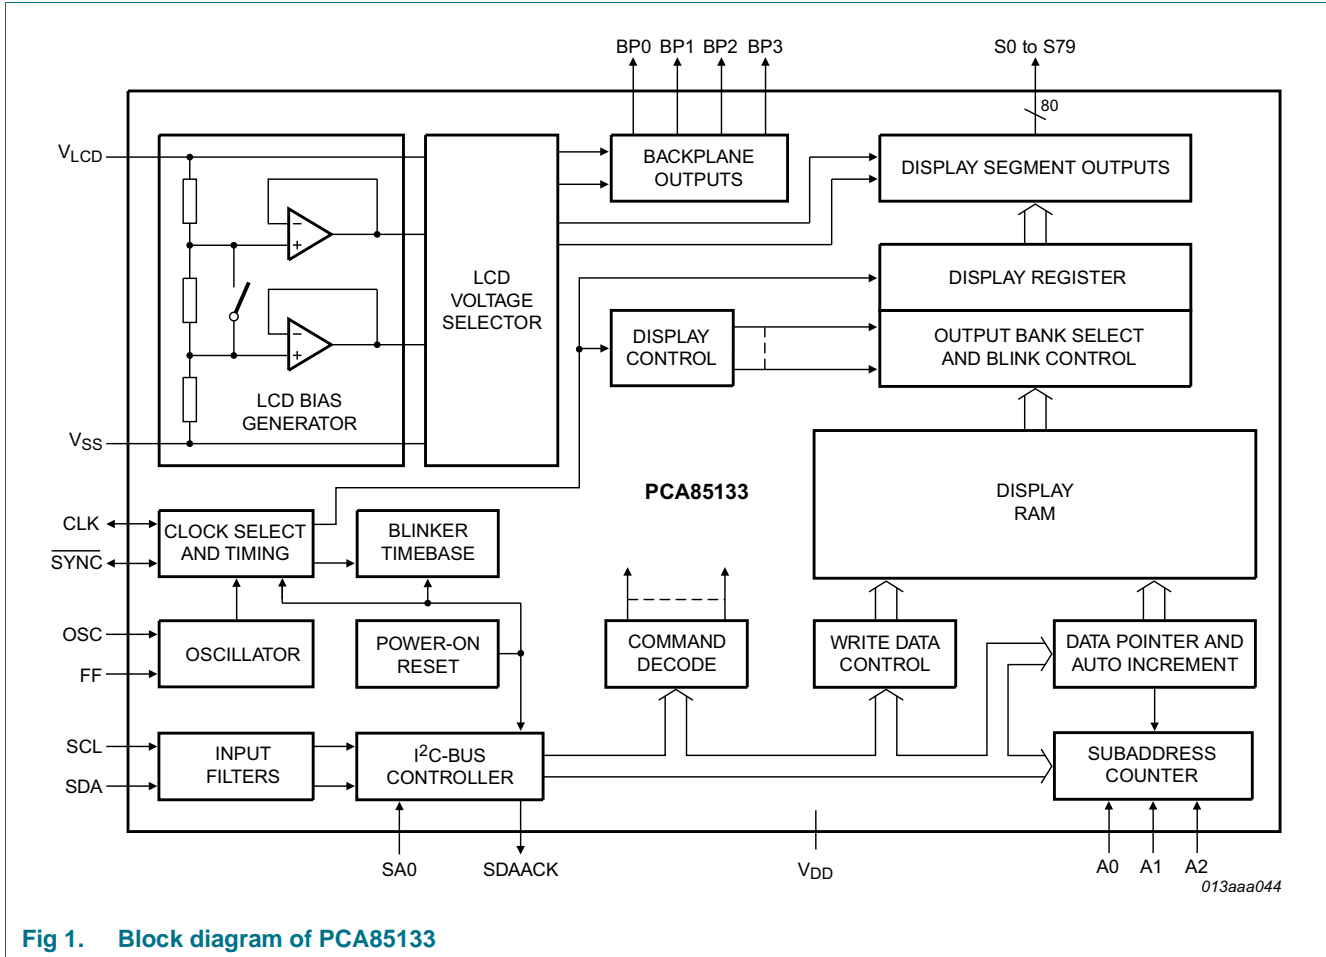 BP0 BP1 BP2 BP3
S0 to S79
80
VLCD
BACKPLANE
OUTPUTS
DISPLAY SEGMENT OUTPUTS
−
+
LCD
VOLTAGE
SELECTOR
DISPLAY REGISTER
−
+
DISPLAY
CONTROL
OUTPUT BANK SELECT
AND BLINK CONTROL
LCD BIAS
GENERATOR
VSS
PCA85133
DISPLAY
RAM
CLK
SYNC
CLOCK SELECT
AND TIMING
BLINKER
TIMEBASE
OSC
FF
OSCILLATOR
POWER-ON
RESET
COMMAND
DECODE
WRITE DATA
CONTROL
DATA POINTER AND
AUTO INCREMENT
SCL
SDA
INPUT
FILTERS
I2C-BUS
CONTROLLER
SUBADDRESS
COUNTER
SA0
SDAACK
VDD
A0 A1 A2
013aaa044
Fig 1. Block diagram of PCA85133